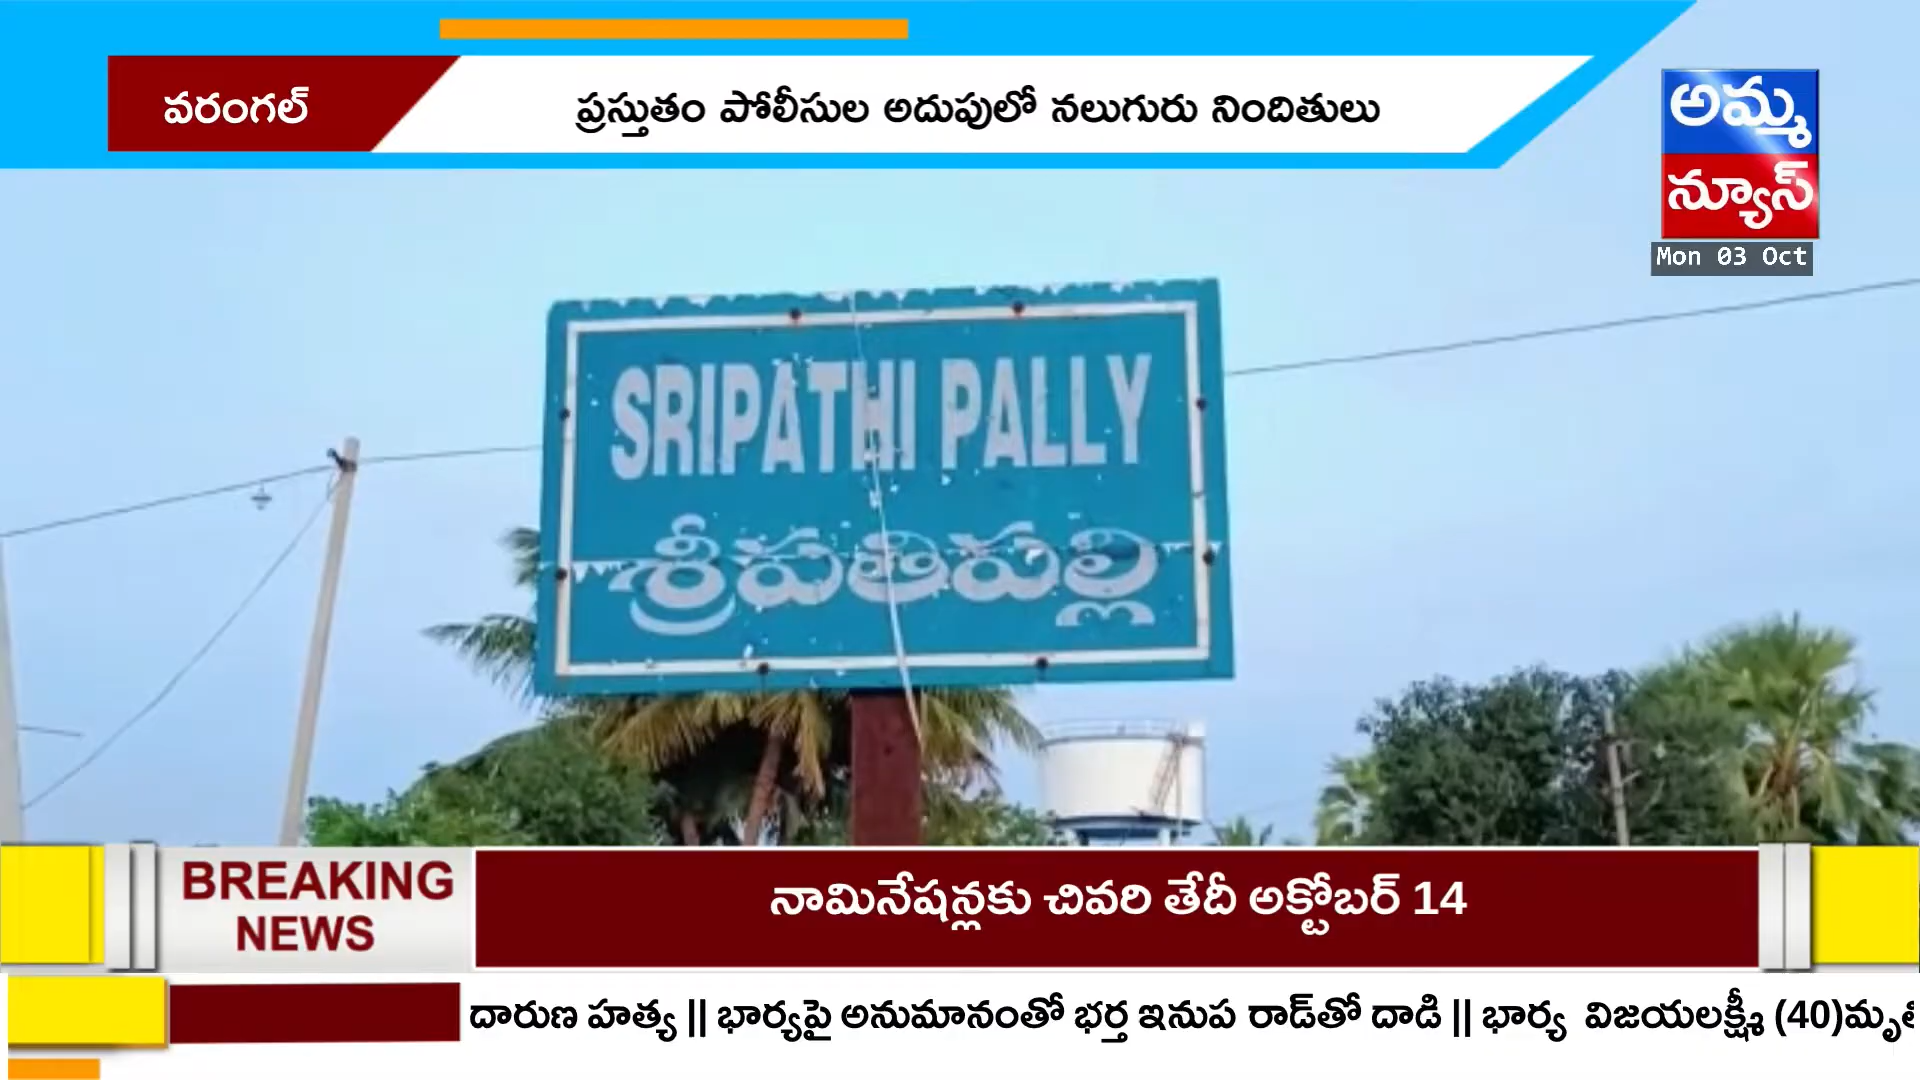 వరంగల్
ప్రస్తుతం పోలీసుల అదుపులో నలుగురు నిందితులు
అమ్మ
న్యూస్
Mon 03 Oct
SRIPATHI PALLY
శ్రీపతిపల్లి
BREAKING
NEWS
నామినేషన్లకు చివరి తేదీ అక్టోబర్ 14
దారుణ హత్య || భార్యపై అనుమానంతో భర్త ఇనుప రాడ్‌తో దాడి || భార్య విజయలక్ష్మీ (40)